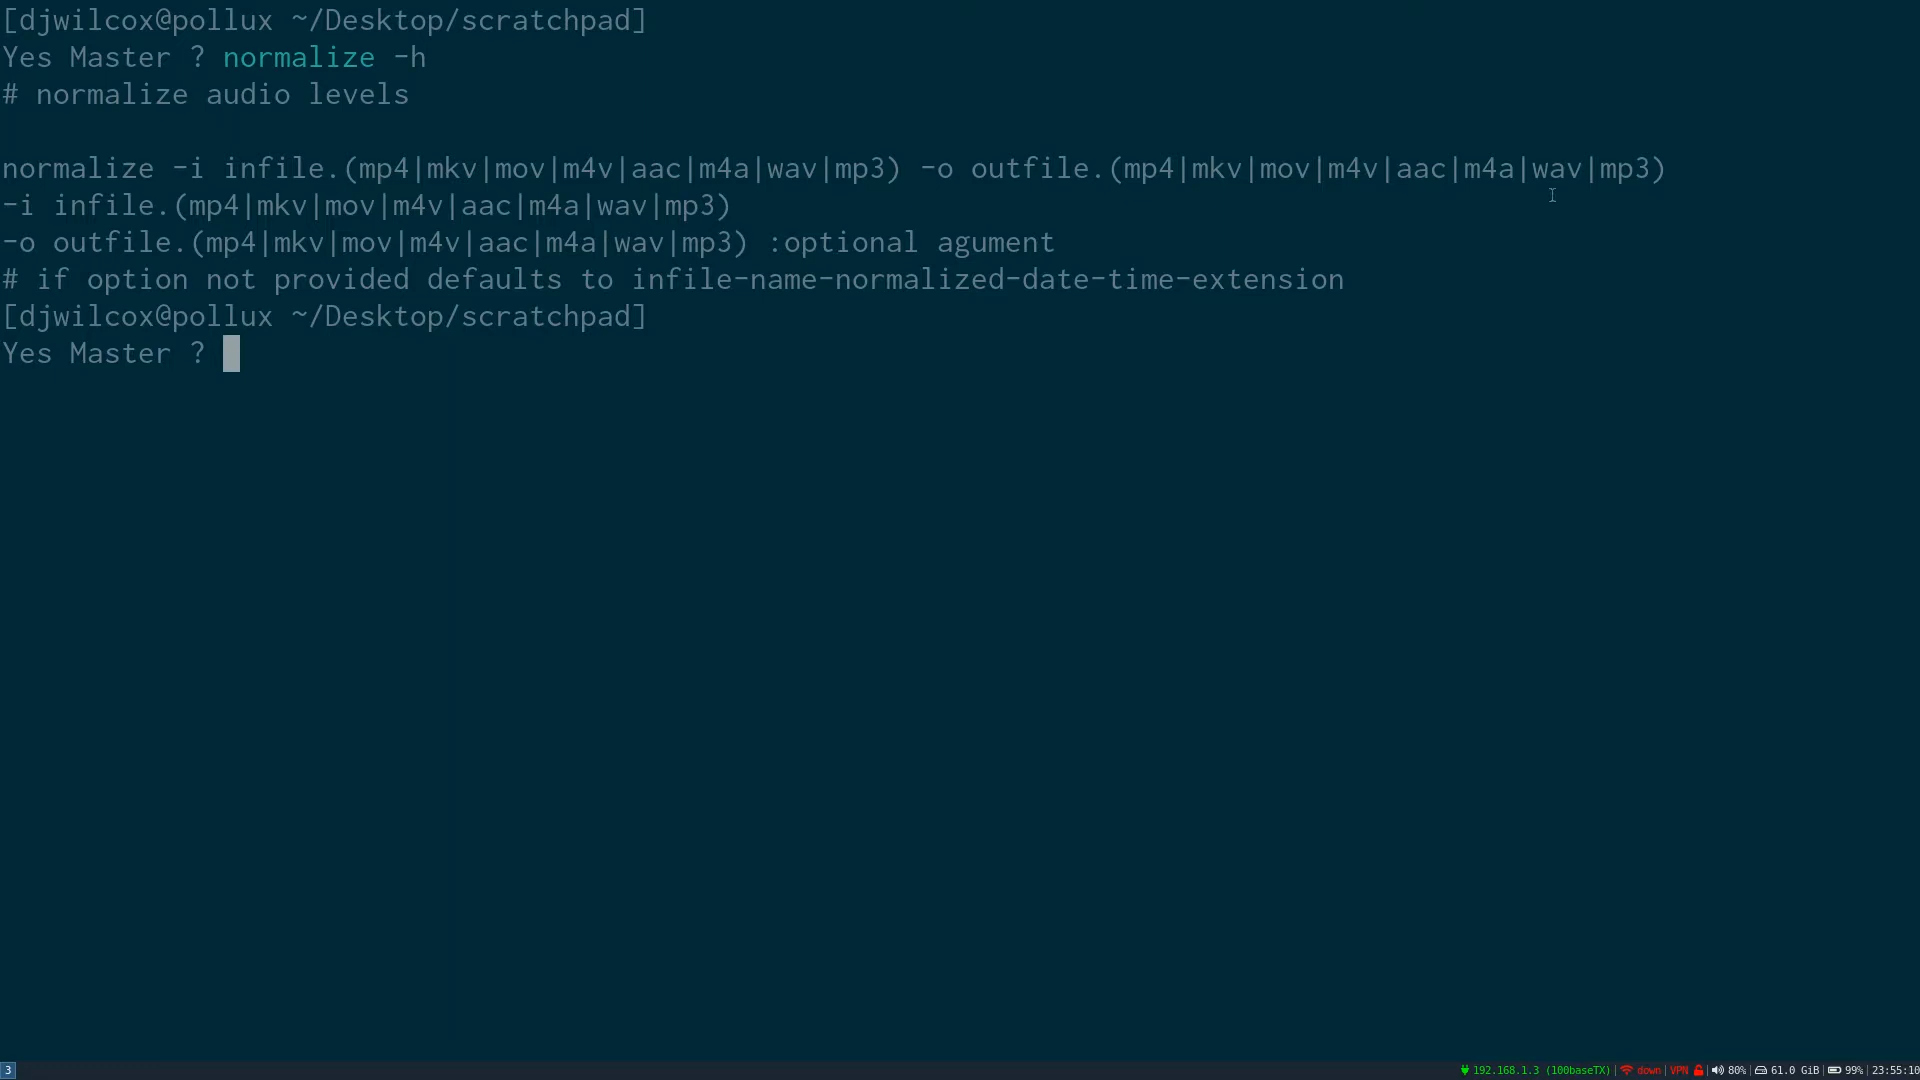 [djwilcox@pollux ~/Desktop/scratchpad]
Yes Master ? normalize -h
# normalize audio levels

normalize -i infile.(mp4|mkv|mov|m4v|aac|m4a|wav|mp3) -o outfile.(mp4|mkv|mov|m4v|aac|m4a|wav|mp3)
-i infile.(mp4|mkv|mov|m4v|aac|m4a|wav|mp3)
-o outfile.(mp4|mkv|mov|m4v|aac|m4a|wav|mp3) :optional agument
# if option not provided defaults to infile-name-normalized-date-time-extension
[djwilcox@pollux ~/Desktop/scratchpad]
Yes Master ?
3 192.168.1.3 (100baseTX)| down| VPN | 80%| 61.0 GiB| 99%| 23:55:10